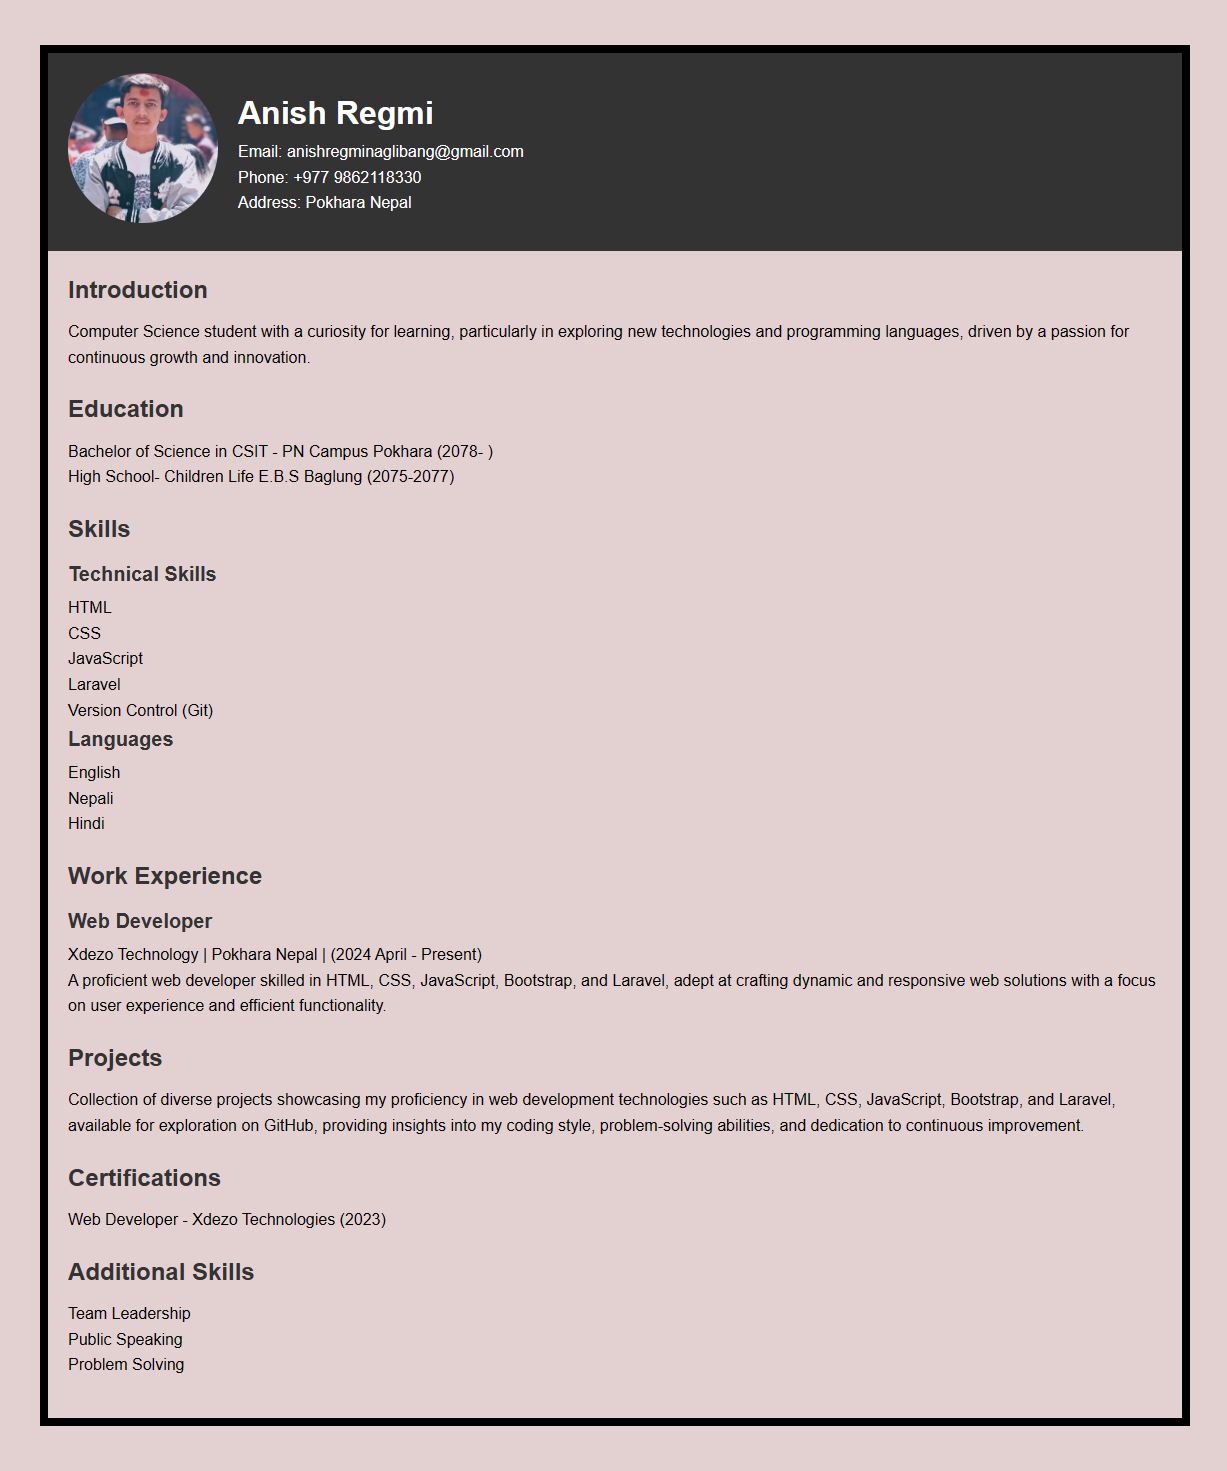 Anish Regmi
Email: anishregminaglibang@gmail.com
Phone: +977 9862118330
Address: Pokhara Nepal
Introduction
Computer Science student with a curiosity for learning, particularly in exploring new technologies and programming languages, driven by a passion for
continuous growth and innovation.
Education
Bachelor of Science in CSIT - PN Campus Pokhara (2078- )
High School- Children Life E.B.S Baglung (2075-2077)
Skills
Technical Skills
HTML
CSS
JavaScript
Laravel
Version Control (Git)
Languages
English
Nepali
Hindi
Work Experience
Web Developer
Xdezo Technology | Pokhara Nepal | (2024 April - Present)
A proficient web developer skilled in HTML, CSS, JavaScript, Bootstrap, and Laravel, adept at crafting dynamic and responsive web solutions with a focus
on user experience and efficient functionality.
Projects
Collection of diverse projects showcasing my proficiency in web development technologies such as HTML, CSS, JavaScript, Bootstrap, and Laravel,
available for exploration on GitHub, providing insights into my coding style, problem-solving abilities, and dedication to continuous improvement.
Certifications
Web Developer - Xdezo Technologies (2023)
Additional Skills
Team Leadership
Public Speaking
Problem Solving